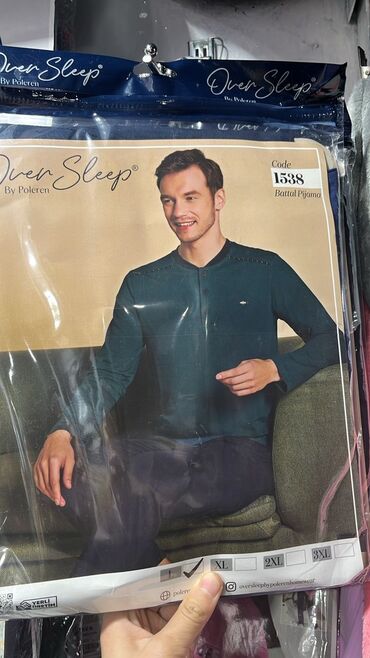 Over Sleep®
By Poleren
Over Sleep®
By Poleren
Over Sleep®
By Poleren
Code
1538
Battal Pijama
XL
2XL
3XL
YERLİ
ÜRETİM
oversleepbypolerenhomewear